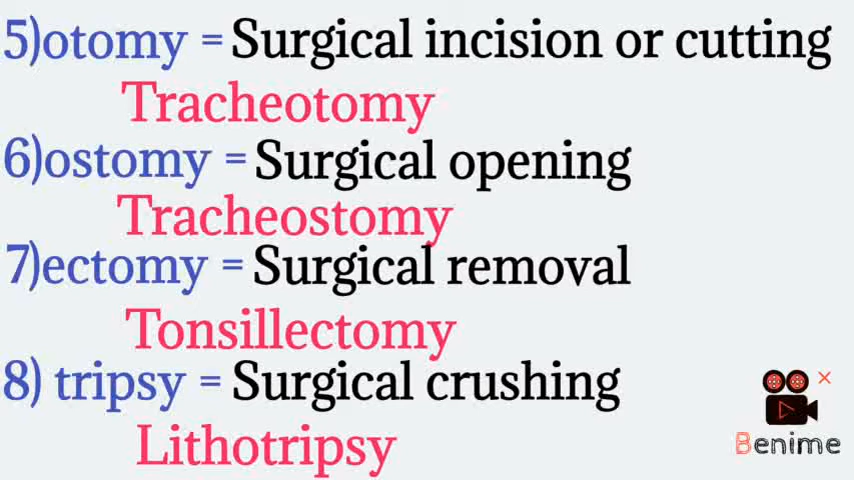 5)otomy = Surgical incision or cutting
Tracheotomy
6)ostomy = Surgical opening
Tracheostomy
7)ectomy = Surgical removal
Tonsillectomy
8) tripsy = Surgical crushing
Lithotripsy
Benime